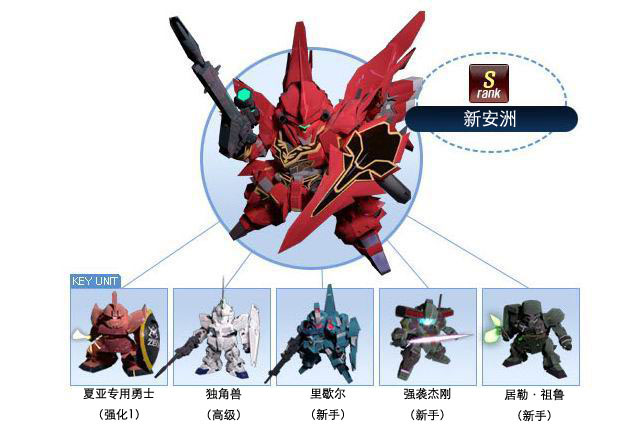 S
rank
新安洲
KEY UNIT
夏亚专用勇士
(强化1)
独角兽
(高级)
里歇尔
(新手)
强袭杰刚
(新手)
居勒·祖鲁
(新手)